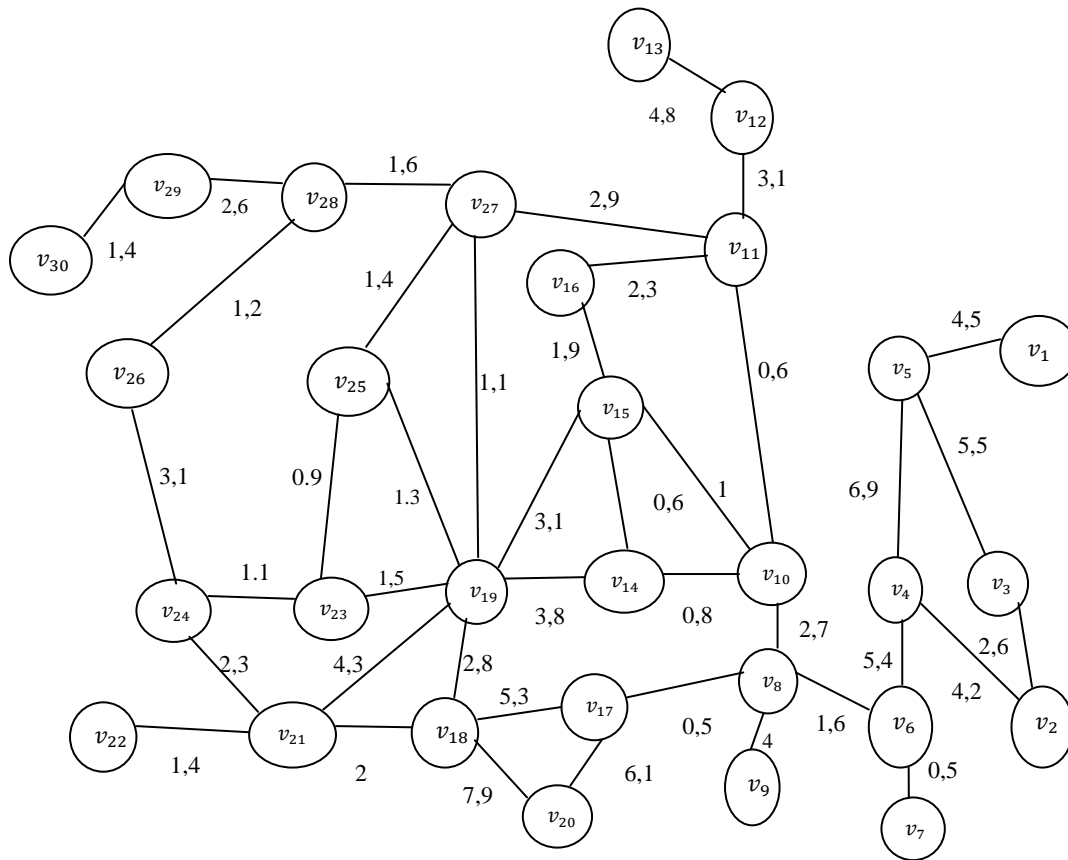 v₁₃
4,8
v₁₂
1,6
3,1
v₂₉
2,6
v₂₈
v₂₇
2,9
v₃₀
1,4
v₁₁
v₁₆
2,3
1,4
1,2
4,5
v₁
1,9
v₅
v₂₆
v₂₅
1,1
0,6
v₁₅
5,5
3,1
0.9
6,9
1.3
3,1
0,6
1
1.1
1,5
v₁₀
v₃
v₂₄
v₂₃
v₁₉
v₁₄
v₄
3,8
0,8
2,7
2,6
2,3
4,3
2,8
5,4
v₈
4,2
5,3
v₁₇
0,5
1,6
v₂₂
v₂₁
v₁₈
v₆
v₂
4
1,4
2
6,1
0,5
7,9
v₉
v₂₀
v₇